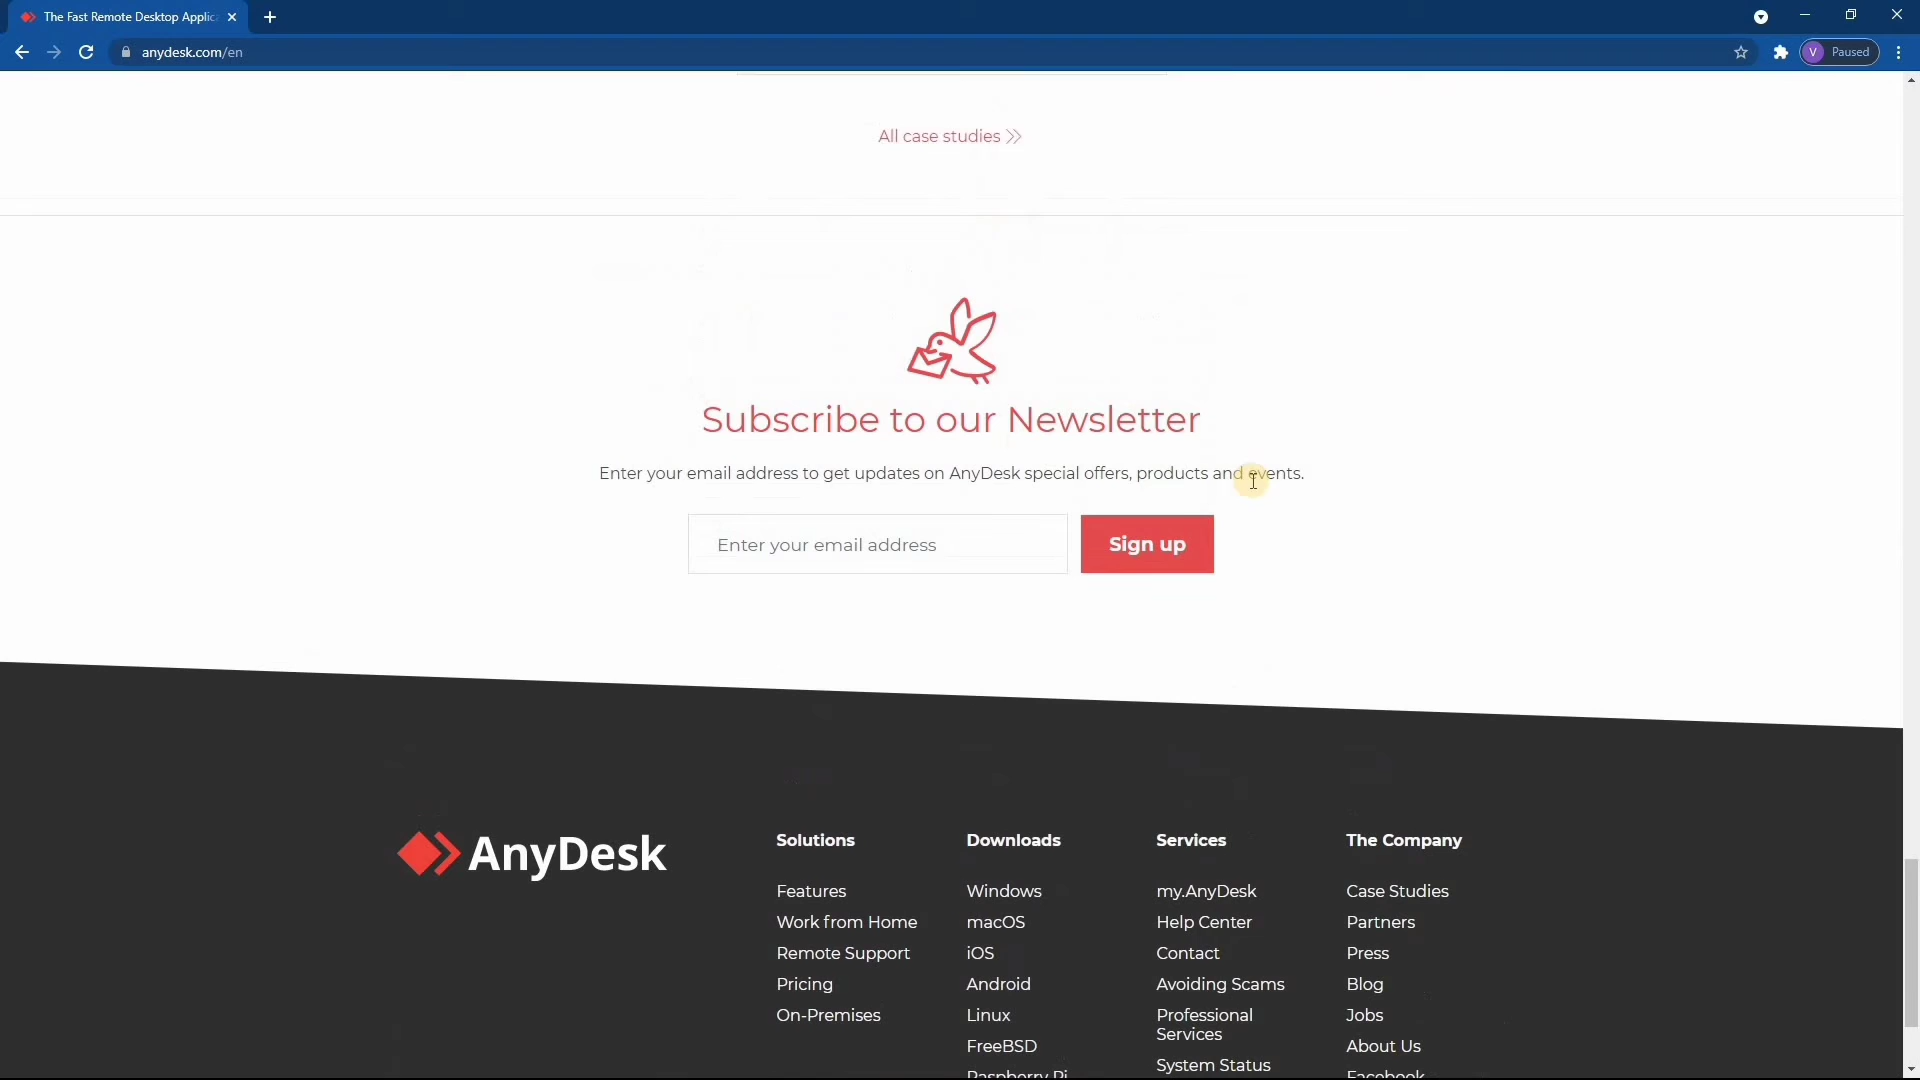 The Fast Remote Desktop Applic
anydesk.com/en
V Paused
All case studies
Subscribe to our Newsletter
Enter your email address to get updates on AnyDesk special offers, products and events.
Enter your email address
Sign up
AnyDesk
Solutions
Features
Work from Home
Remote Support
Pricing
On-Premises
Downloads
Windows
macOS
iOS
Android
Linux
FreeBSD
Raspberry Pi
Services
my.AnyDesk
Help Center
Contact
Avoiding Scams
Professional
Services
System Status
The Company
Case Studies
Partners
Press
Blog
Jobs
About Us
Facebook